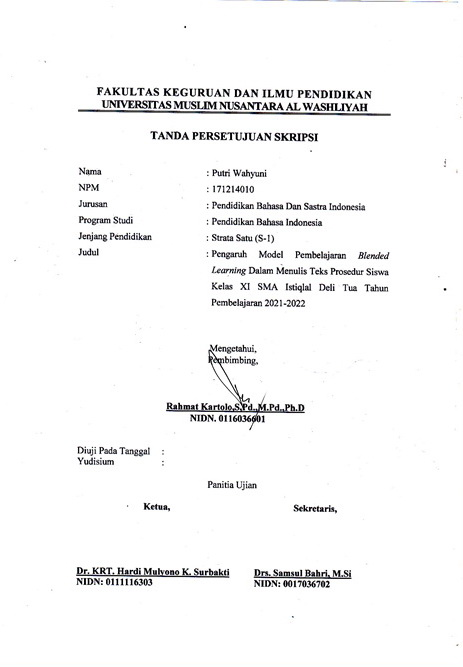 FAKULTAS KEGURUAN DAN ILMU PENDIDIKAN
UNIVERSITAS MUSLIM NUSANTARA AL WASHLIYAH
TANDA PERSETUJUAN SKRIPSI
Nama : Putri Wahyuni
NPM : 171214010
Jurusan : Pendidikan Bahasa Dan Sastra Indonesia
Program Studi : Pendidikan Bahasa Indonesia
Jenjang Pendidikan : Strata Satu (S-1)
Judul : Pengaruh Model Pembelajaran Blended
Learning Dalam Menulis Teks Prosedur Siswa
Kelas XI SMA Istiqlal Deli Tua Tahun
Pembelajaran 2021-2022
Mengetahui,
Pembimbing,
Rahmat Kartolo,S.Pd.,M.Pd.,Ph.D
NIDN. 0116036601
Diuji Pada Tanggal :
Yudisium :
Panitia Ujian
Ketua, Sekretaris,
Dr. KRT. Hardi Mulyono K. Surbakti Drs. Samsul Bahri, M.Si
NIDN: 0111116303 NIDN: 0017036702